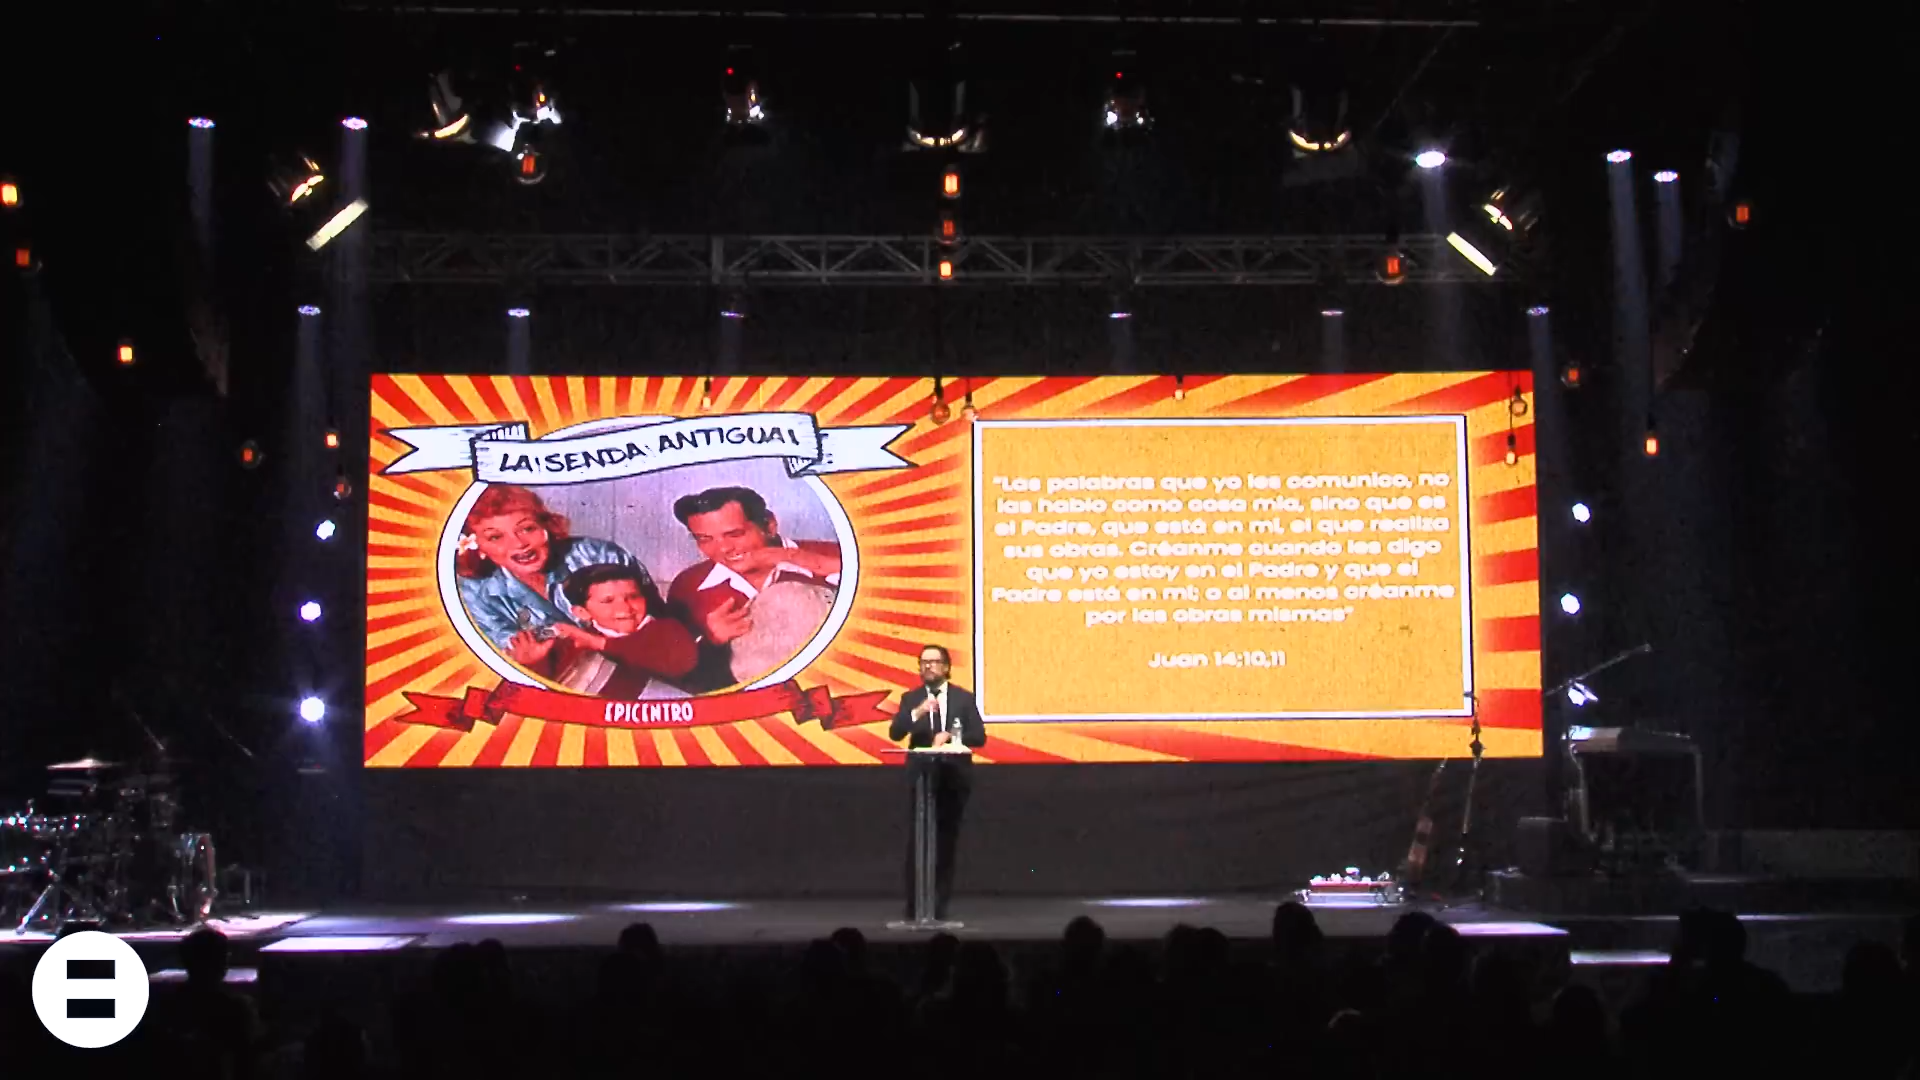 LA SENDA ANTIGUA
EPICENTRO
"Las palabras que yo les comunico, no
las hablo como cosa mía, sino que es
el Padre, que está en mí, el que realiza
sus obras. Créanme cuando les digo
que yo estoy en el Padre y que el
Padre está en mí; o al menos créanme
por las obras mismas"
Juan 14:10,11